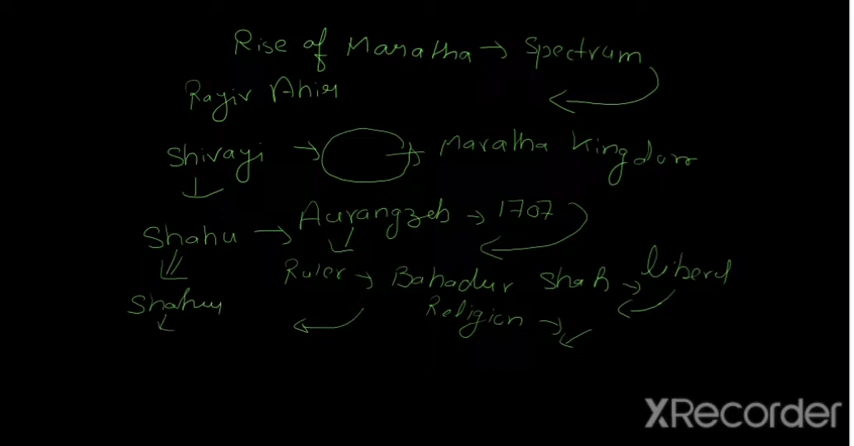 Rise of Maratha → Spectrum
Rajiv Ahir
Shivaji → → Maratha Kingdom
Shahu → Aurangzeb → 1707
Ruler → Bahadur Shah → liberal
Shahu
Religion →
XRecorder